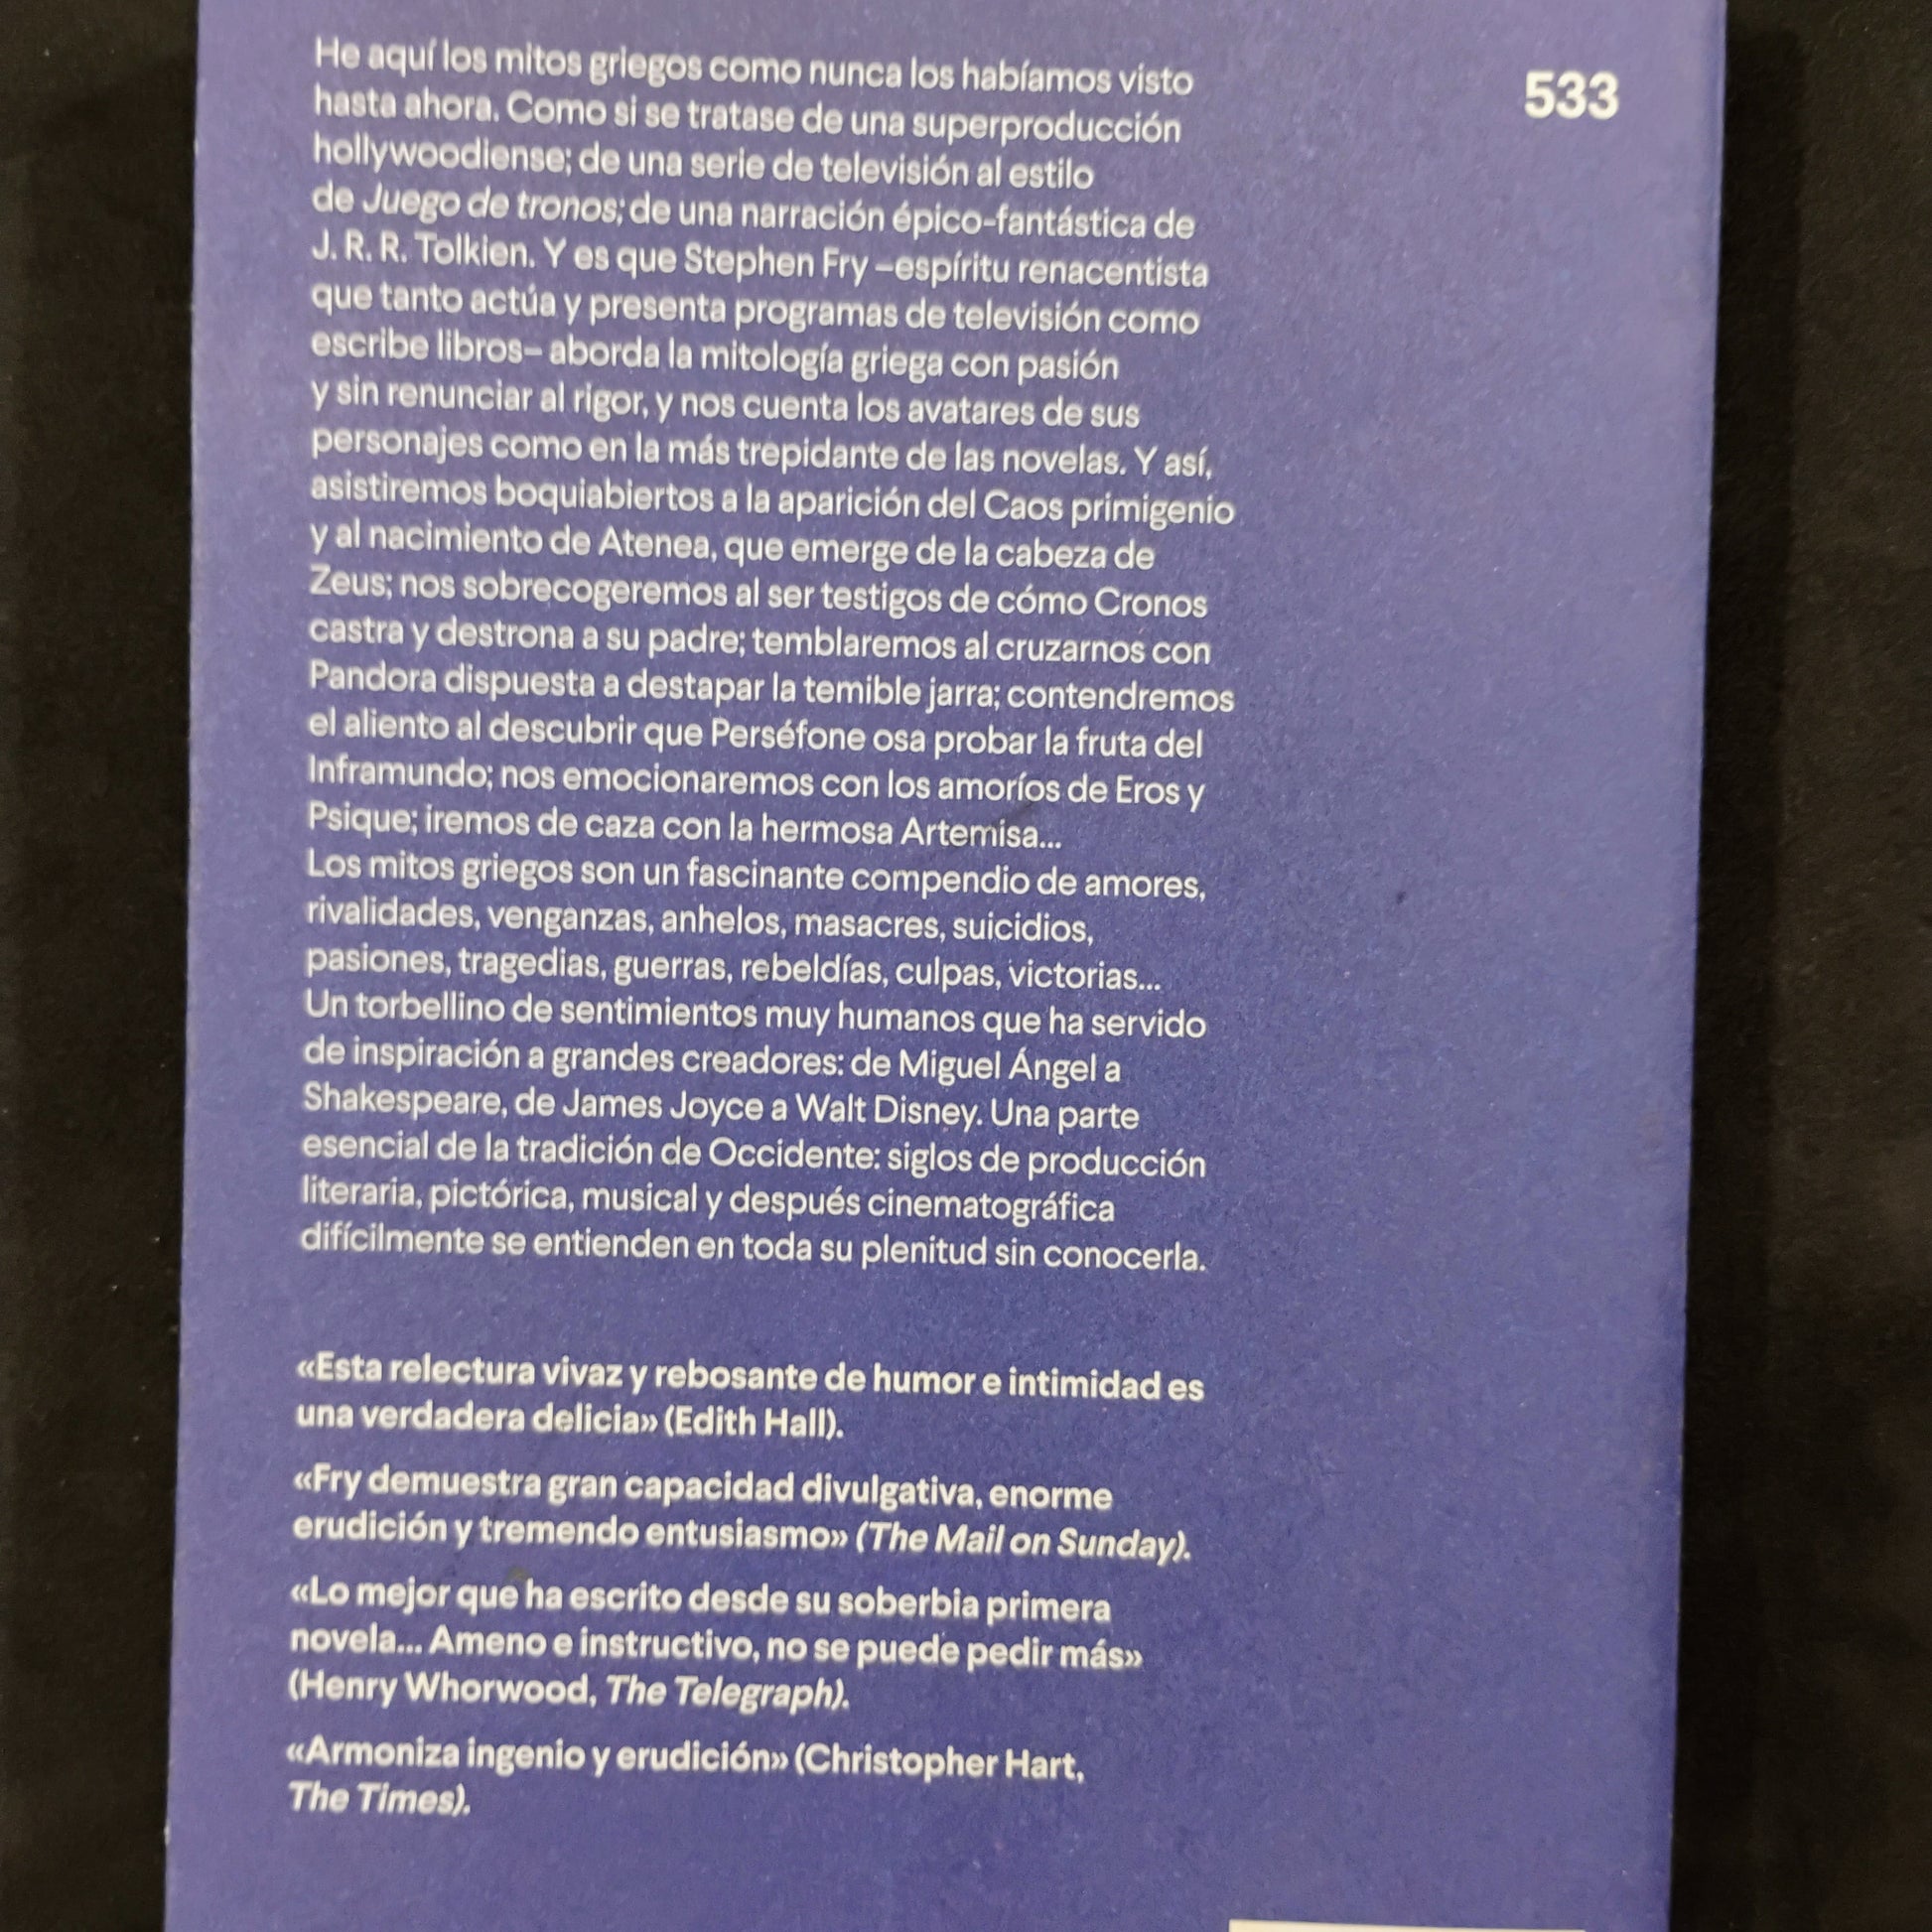 He aquí los mitos griegos como nunca los habíamos visto
533
hasta ahora. Como si se tratase de una superproducción
hollywoodiense; de una serie de televisión al estilo
de Juego de tronos; de una narración épico-fantástica de
J. R. R. Tolkien. Y es que Stephen Fry –espíritu renacentista
que tanto actúa y presenta programas de televisión como
escribe libros– aborda la mitología griega con pasión
y sin renunciar al rigor, y nos cuenta los avatares de sus
personajes como en la más trepidante de las novelas. Y así,
asistiremos boquiabiertos a la aparición del Caos primigenio
y al nacimiento de Atenea, que emerge de la cabeza de
Zeus; nos sobrecogeremos al ser testigos de cómo Cronos
castra y destrona a su padre; temblaremos al cruzarnos con
Pandora dispuesta a destapar la temible jarra; contendremos
el aliento al descubrir que Perséfone osa probar la fruta del
Inframundo; nos emocionaremos con los amoríos de Eros y
Psique; iremos de caza con la hermosa Artemisa...
Los mitos griegos son un fascinante compendio de amores,
rivalidades, venganzas, anhelos, masacres, suicidios,
pasiones, tragedias, guerras, rebeldías, culpas, victorias...
Un torbellino de sentimientos muy humanos que ha servido
de inspiración a grandes creadores: de Miguel Ángel a
Shakespeare, de James Joyce a Walt Disney. Una parte
esencial de la tradición de Occidente: siglos de producción
literaria, pictórica, musical y después cinematográfica
difícilmente se entienden en toda su plenitud sin conocerla.
«Esta relectura vivaz y rebosante de humor e intimidad es
una verdadera delicia» (Edith Hall).
«Fry demuestra gran capacidad divulgativa, enorme
erudición y tremendo entusiasmo» (The Mail on Sunday).
«Lo mejor que ha escrito desde su soberbia primera
novela... Ameno e instructivo, no se puede pedir más»
(Henry Whorwood, The Telegraph).
«Armoniza ingenio y erudición» (Christopher Hart,
The Times).